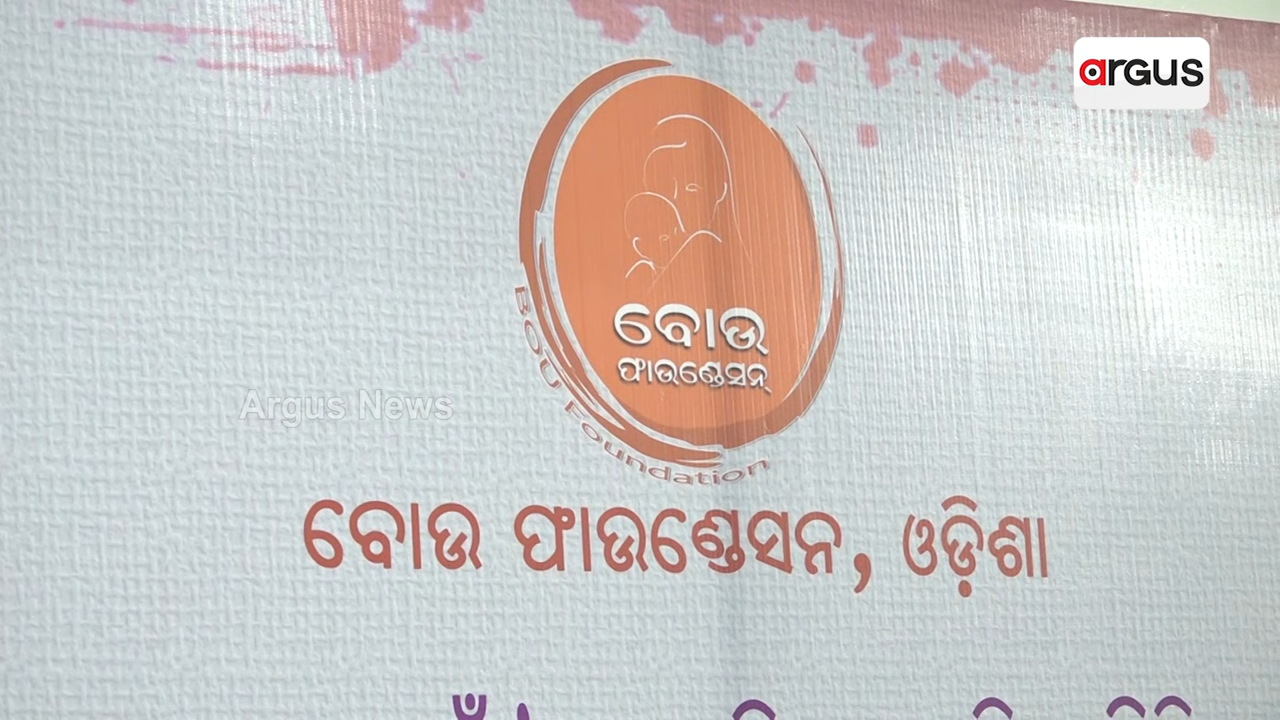 argus
ବୋଉ
ଫାଉଣ୍ଡେସନ୍
BOU Foundation
Argus News
ବୋଉ ଫାଉଣ୍ଡେସନ, ଓଡ଼ିଶା